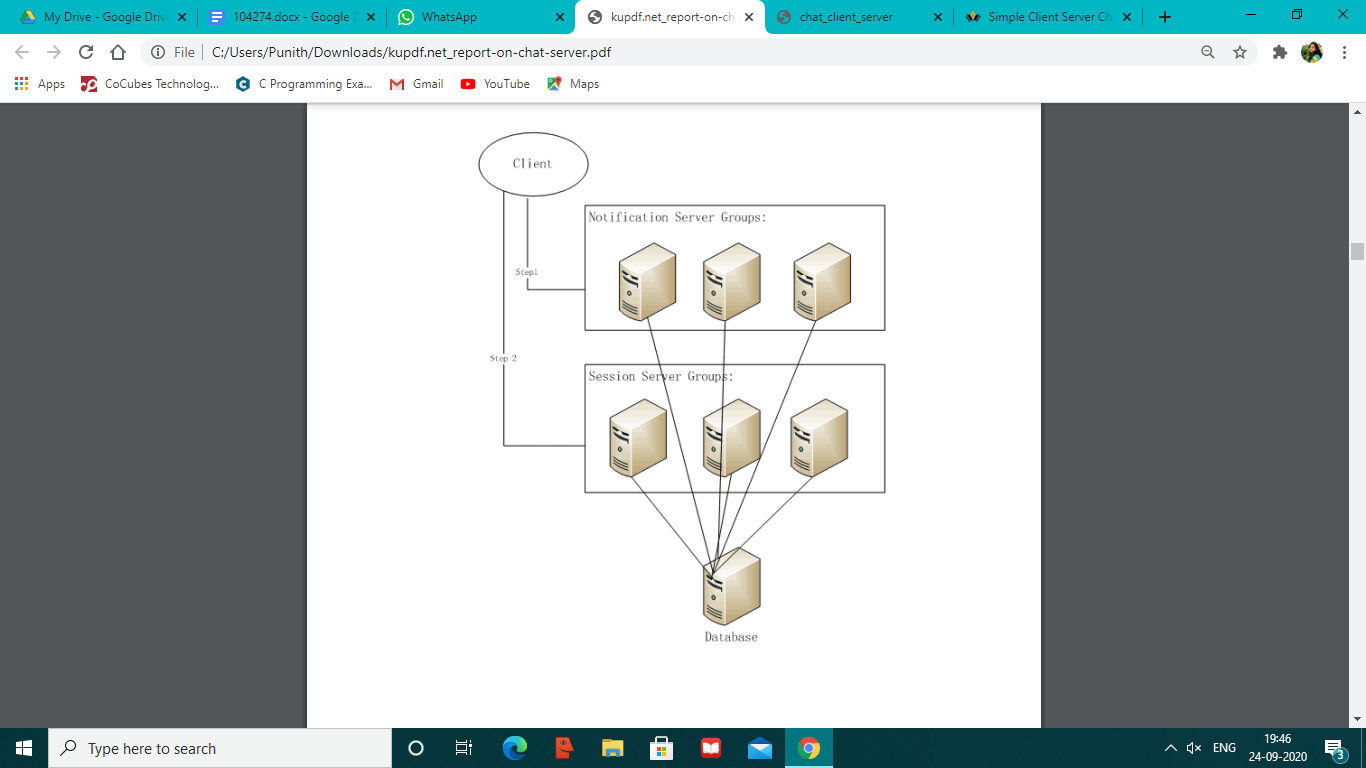 My Drive - Google Driv
104274.docx - Google D
WhatsApp
kupdf.net_report-on-ch
chat_client_server
Simple Client Server Ch
File
C:/Users/Punith/Downloads/kupdf.net_report-on-chat-server.pdf
Apps
CoCubes Technolog...
C Programming Exa...
Gmail
YouTube
Maps
Client
Notification Server Groups:
Step1
Step 2
Session Server Groups:
Database
Type here to search
ENG
19:46
24-09-2020
3